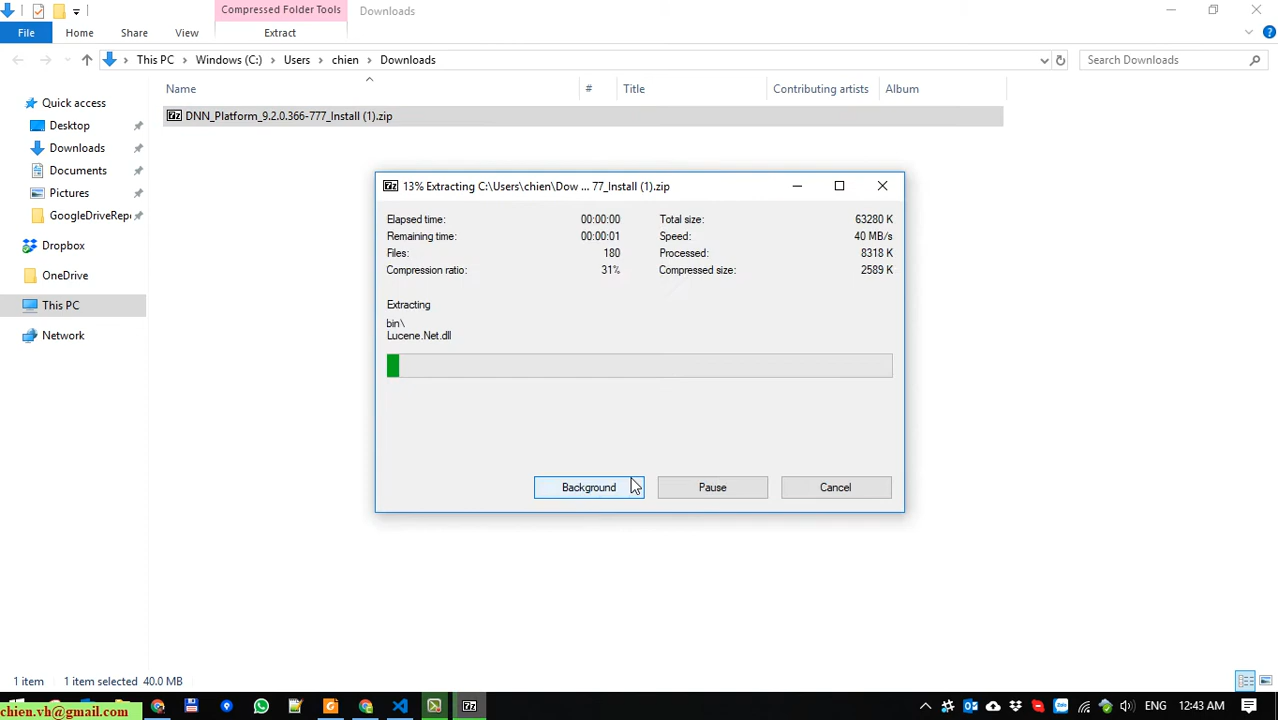 Compressed Folder Tools
Downloads
File
Home
Share
View
Extract
This PC > Windows (C:) > Users > chien > Downloads
Search Downloads
Name
#
Title
Contributing artists
Album
Quick access
Desktop
Downloads
Documents
Pictures
GoogleDriveRep
Dropbox
OneDrive
This PC
Network
DNN_Platform_9.2.0.366-777_Install (1).zip
13% Extracting C:\Users\chien\Dow ... 77_Install (1).zip
Elapsed time: 00:00:00 Total size: 63280 K
Remaining time: 00:00:01 Speed: 40 MB/s
Files: 180 Processed: 8318 K
Compression ratio: 31% Compressed size: 2589 K
Extracting
bin\
Lucene.Net.dll
Background
Pause
Cancel
1 item
1 item selected 40.0 MB
chien.vh@gmail.com
ENG
12:43 AM